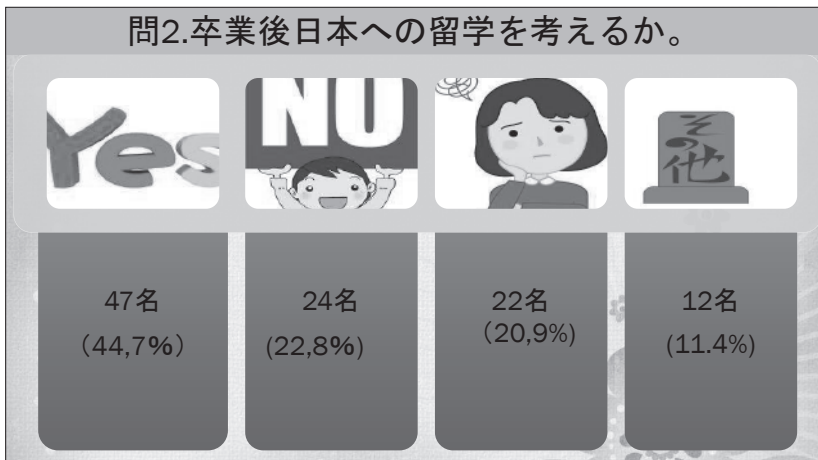 問2.卒業後日本への留学を考えるか。
Yes
NO
その他
47名
（44,7%）
24名
(22,8%)
22名
（20,9%)
12名
(11.4%)